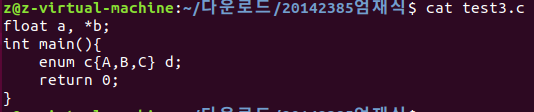 z@z-virtual-machine:~/다운로드/20142385엄재식$ cat test3.c
float a, *b;
int main(){
    enum c{A,B,C} d;
    return 0;
}